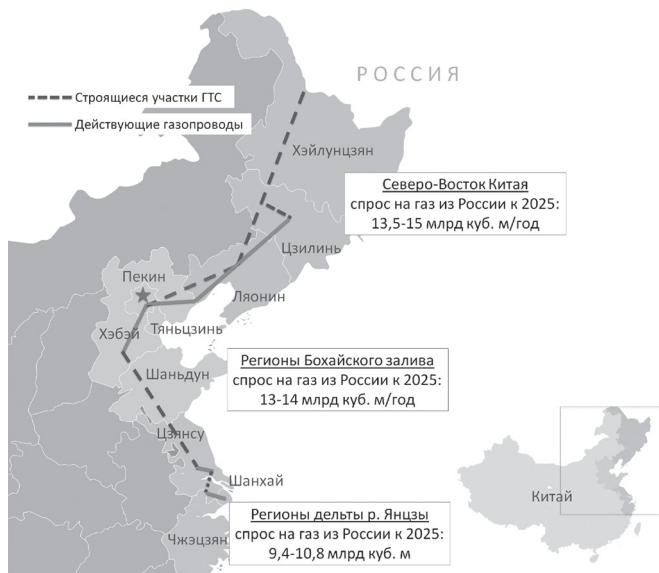 РОССИЯ
Строящиеся участки ГТС
Действующие газопроводы
Хэйлунцзян
Северо-Восток Китая
спрос на газ из России к 2025:
13,5-15 млрд куб. м/год
Цзилинь
Пекин
Ляонин
Хэбэй
Тяньцзинь
Регионы Бохайского залива
спрос на газ из России к 2025:
13-14 млрд куб. м/год
Шаньдун
Цзянсу
Шанхай
Китай
Регионы дельты р. Янцзы
спрос на газ из России к 2025:
9,4-10,8 млрд куб. м
Чжэцзян